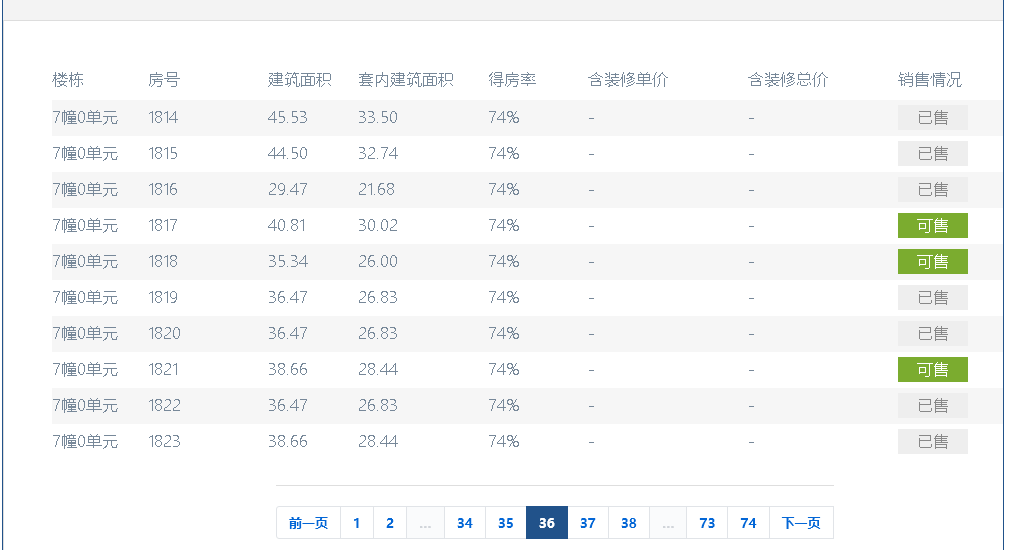 楼栋 房号 建筑面积 套内建筑面积 得房率 含装修单价 含装修总价 销售情况
7幢0单元 1814 45.53 33.50 74% - - 已售
7幢0单元 1815 44.50 32.74 74% - - 已售
7幢0单元 1816 29.47 21.68 74% - - 已售
7幢0单元 1817 40.81 30.02 74% - - 可售
7幢0单元 1818 35.34 26.00 74% - - 可售
7幢0单元 1819 36.47 26.83 74% - - 已售
7幢0单元 1820 36.47 26.83 74% - - 已售
7幢0单元 1821 38.66 28.44 74% - - 可售
7幢0单元 1822 36.47 26.83 74% - - 已售
7幢0单元 1823 38.66 28.44 74% - - 已售
前一页 1 2 ... 34 35 36 37 38 ... 73 74 下一页